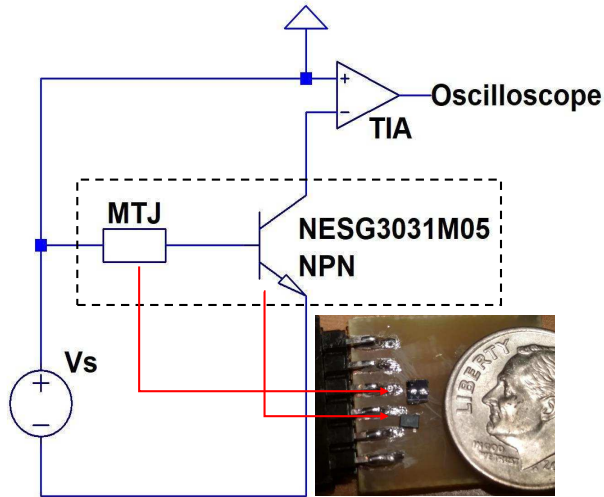 +
Oscilloscope
−
TIA
MTJ
NESG3031M05
NPN
Vs
+
−
LIBERTY